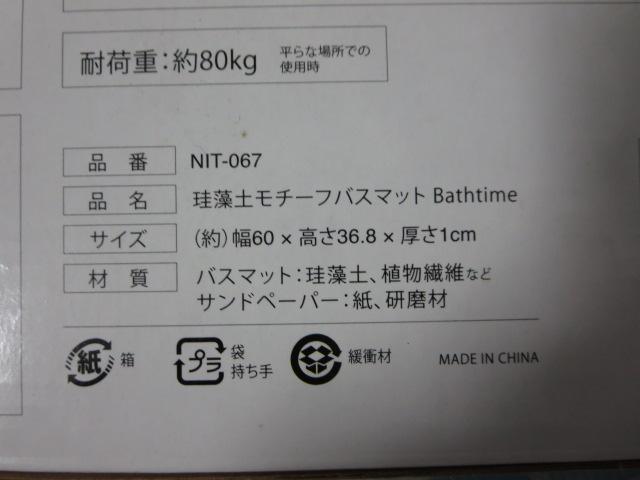 耐荷重：約80kg
平らな場所での
使用時
品番 NIT-067
品名 珪藻土モチーフバスマット Bathtime
サイズ （約）幅60×高さ36.8×厚さ1cm
材質 バスマット：珪藻土、植物繊維など
サンドペーパー：紙、研磨材
紙 箱
プラ 袋
持ち手
緩衝材
MADE IN CHINA